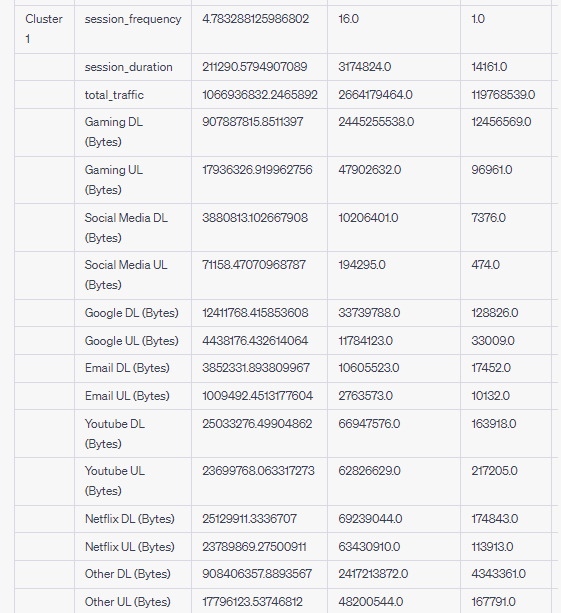 Cluster 1 session_frequency 4.783288125986802 16.0 1.0
session_duration 211290.5794907089 3174824.0 14161.0
total_traffic 1066936832.2465892 2664179464.0 119768539.0
Gaming DL (Bytes) 907887815.8511397 2445255538.0 12456569.0
Gaming UL (Bytes) 17936326.919962756 47902632.0 96961.0
Social Media DL (Bytes) 3880813.102667908 10206401.0 7376.0
Social Media UL (Bytes) 71158.47070968787 194295.0 474.0
Google DL (Bytes) 12411768.415853608 33739788.0 128826.0
Google UL (Bytes) 4438176.432614064 11784123.0 33009.0
Email DL (Bytes) 3852331.893809967 10605523.0 17452.0
Email UL (Bytes) 1009492.4513177604 2763573.0 10132.0
Youtube DL (Bytes) 25033276.49904862 66947576.0 163918.0
Youtube UL (Bytes) 23699768.063317273 62826629.0 217205.0
Netflix DL (Bytes) 25129911.3336707 69239044.0 174843.0
Netflix UL (Bytes) 23789869.27500911 63430910.0 113913.0
Other DL (Bytes) 908406357.8893567 2417213872.0 4343361.0
Other UL (Bytes) 17796123.53746812 48200544.0 167791.0